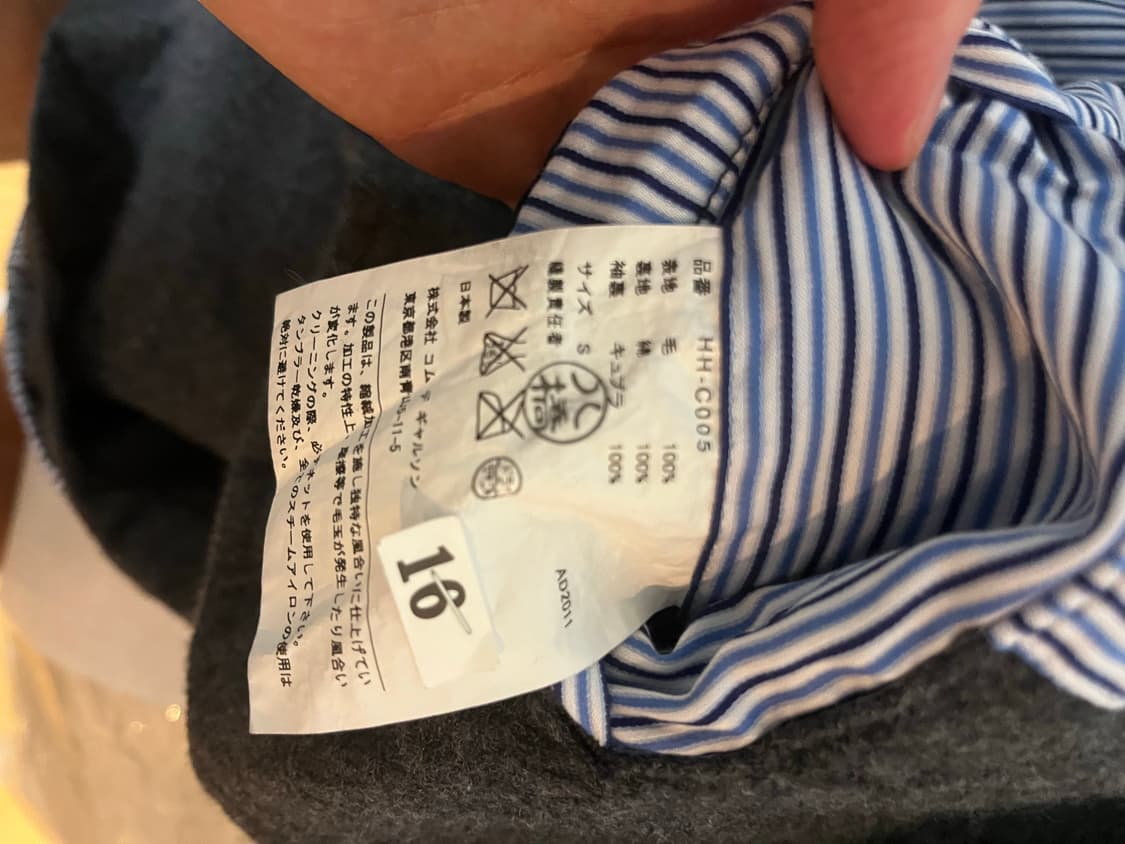 品番 HH-C005
表地 毛 100%
裏地 綿 100%
袖裏 キュプラ 100%
サイズ S
縫製責任者
八橋
AD2011
日本製
株式会社 コム デ ギャルソン
東京都港区南青山5-11-5
この製品は、縮絨加工を施し独特な風合いに仕上げてい
ます。加工の特性上、摩擦等で毛玉が発生したり風合い
が変化します。
クリーニングの際、必ずネットを使用して下さい。
タンブラー乾燥及び、全てのスチームアイロンの使用は
絶対に避けてください。
16